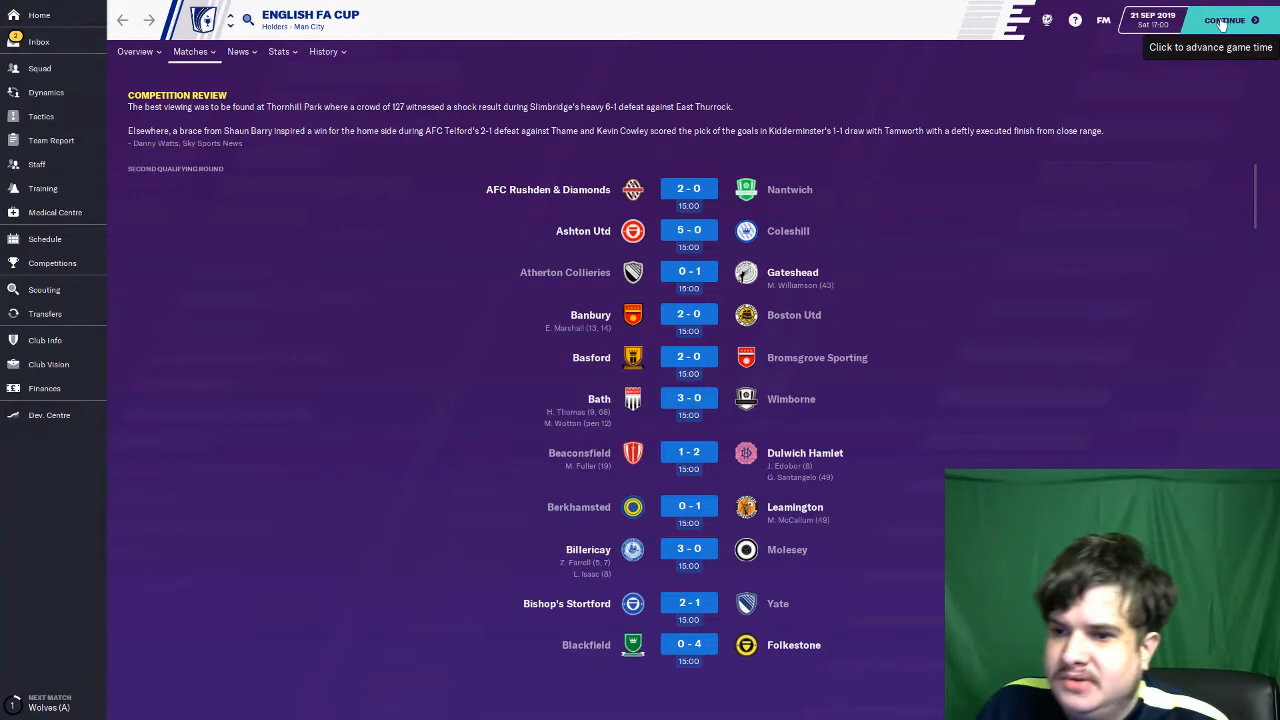 Home
ENGLISH FA CUP
Holders - Man City
FM
21 SEP 2019
Sat 17:00
CONTINUE
Click to advance game time
2
Inbox
Squad
Dynamics
Tactics
Team Report
Staff
Training
Medical Centre
Schedule
Competitions
Scouting
Transfers
Club Info
Club Vision
Finances
Dev. Centre
1
NEXT MATCH
Wolves (A)
Overview
Matches
News
Stats
History
COMPETITION REVIEW
The best viewing was to be found at Thornhill Park where a crowd of 127 witnessed a shock result during Slimbridge's heavy 6-1 defeat against East Thurrock.
Elsewhere, a brace from Shaun Barry inspired a win for the home side during AFC Telford's 2-1 defeat against Thame and Kevin Cowley scored the pick of the goals in Kidderminster's 1-1 draw with Tamworth with a deftly executed finish from close range.
- Danny Watts, Sky Sports News
SECOND QUALIFYING ROUND
AFC Rushden & Diamonds 2 - 0 Nantwich
15:00
Ashton Utd 5 - 0 Coleshill
15:00
Atherton Collieries 0 - 1 Gateshead
15:00 M. Williamson (43)
Banbury 2 - 0 Boston Utd
E. Marshall (13, 14) 15:00
Basford 2 - 0 Bromsgrove Sporting
15:00
Bath 3 - 0 Wimborne
H. Thomas (9, 68) 15:00
M. Wotton (pen 12)
Beaconsfield 1 - 2 Dulwich Hamlet
M. Fuller (19) 15:00 J. Edobor (8)
G. Santangelo (49)
Berkhamsted 0 - 1 Leamington
15:00 M. McCallum (49)
Billericay 3 - 0 Molesey
Z. Farrell (5, 7) 15:00
L. Isaac (8)
Bishop's Stortford 2 - 1 Yate
15:00
Blackfield 0 - 4 Folkestone
15:00